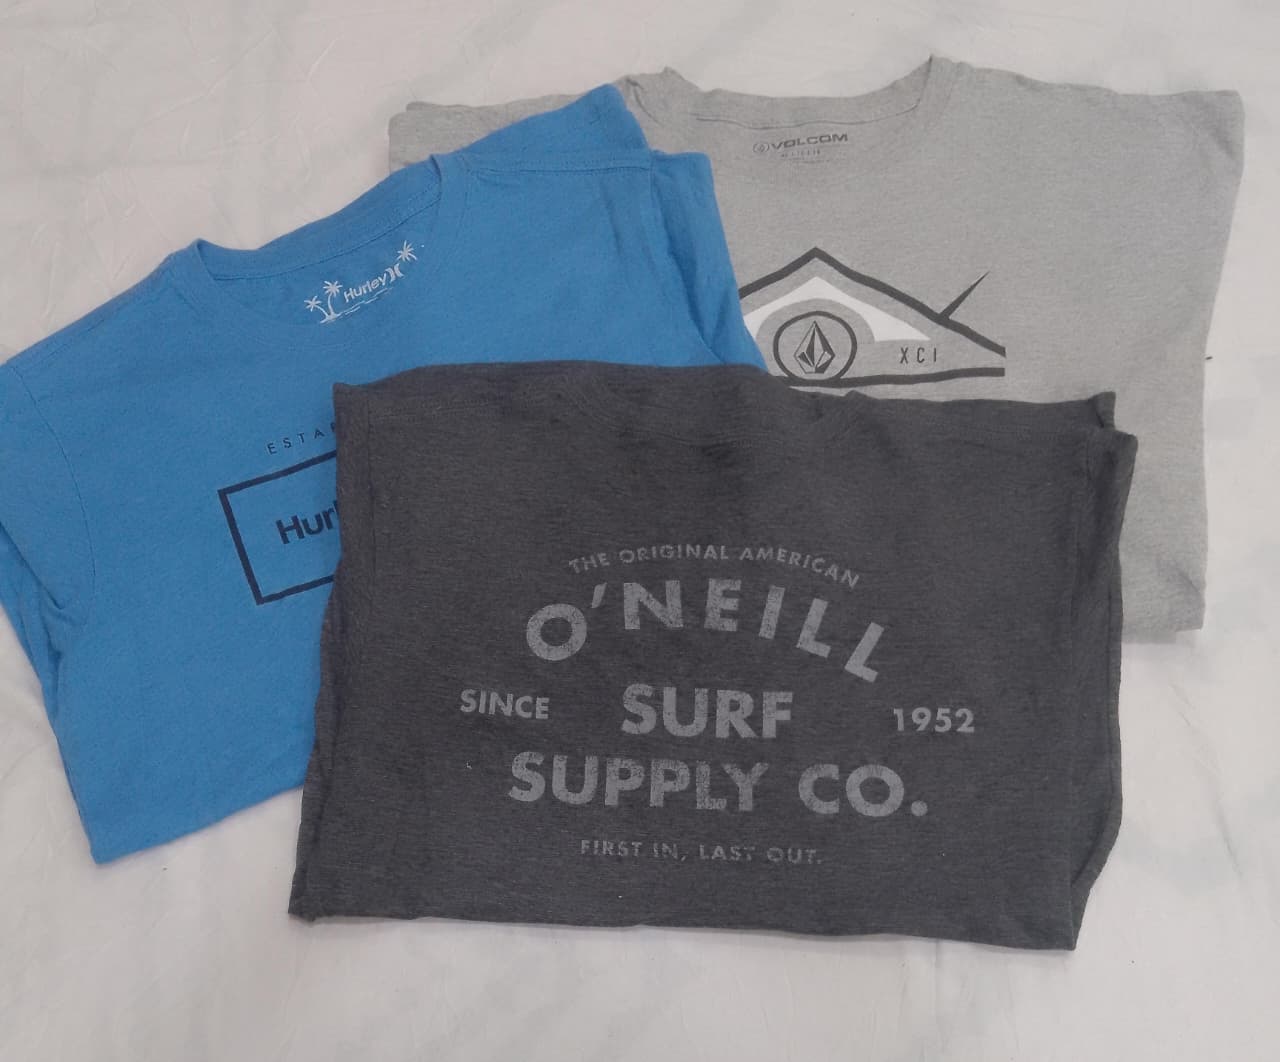 VOLCOM
Hurley
XCI
ESTAB
Hurl
THE ORIGINAL AMERICAN
O'NEILL
SINCE SURF 1952
SUPPLY CO.
FIRST IN, LAST OUT.